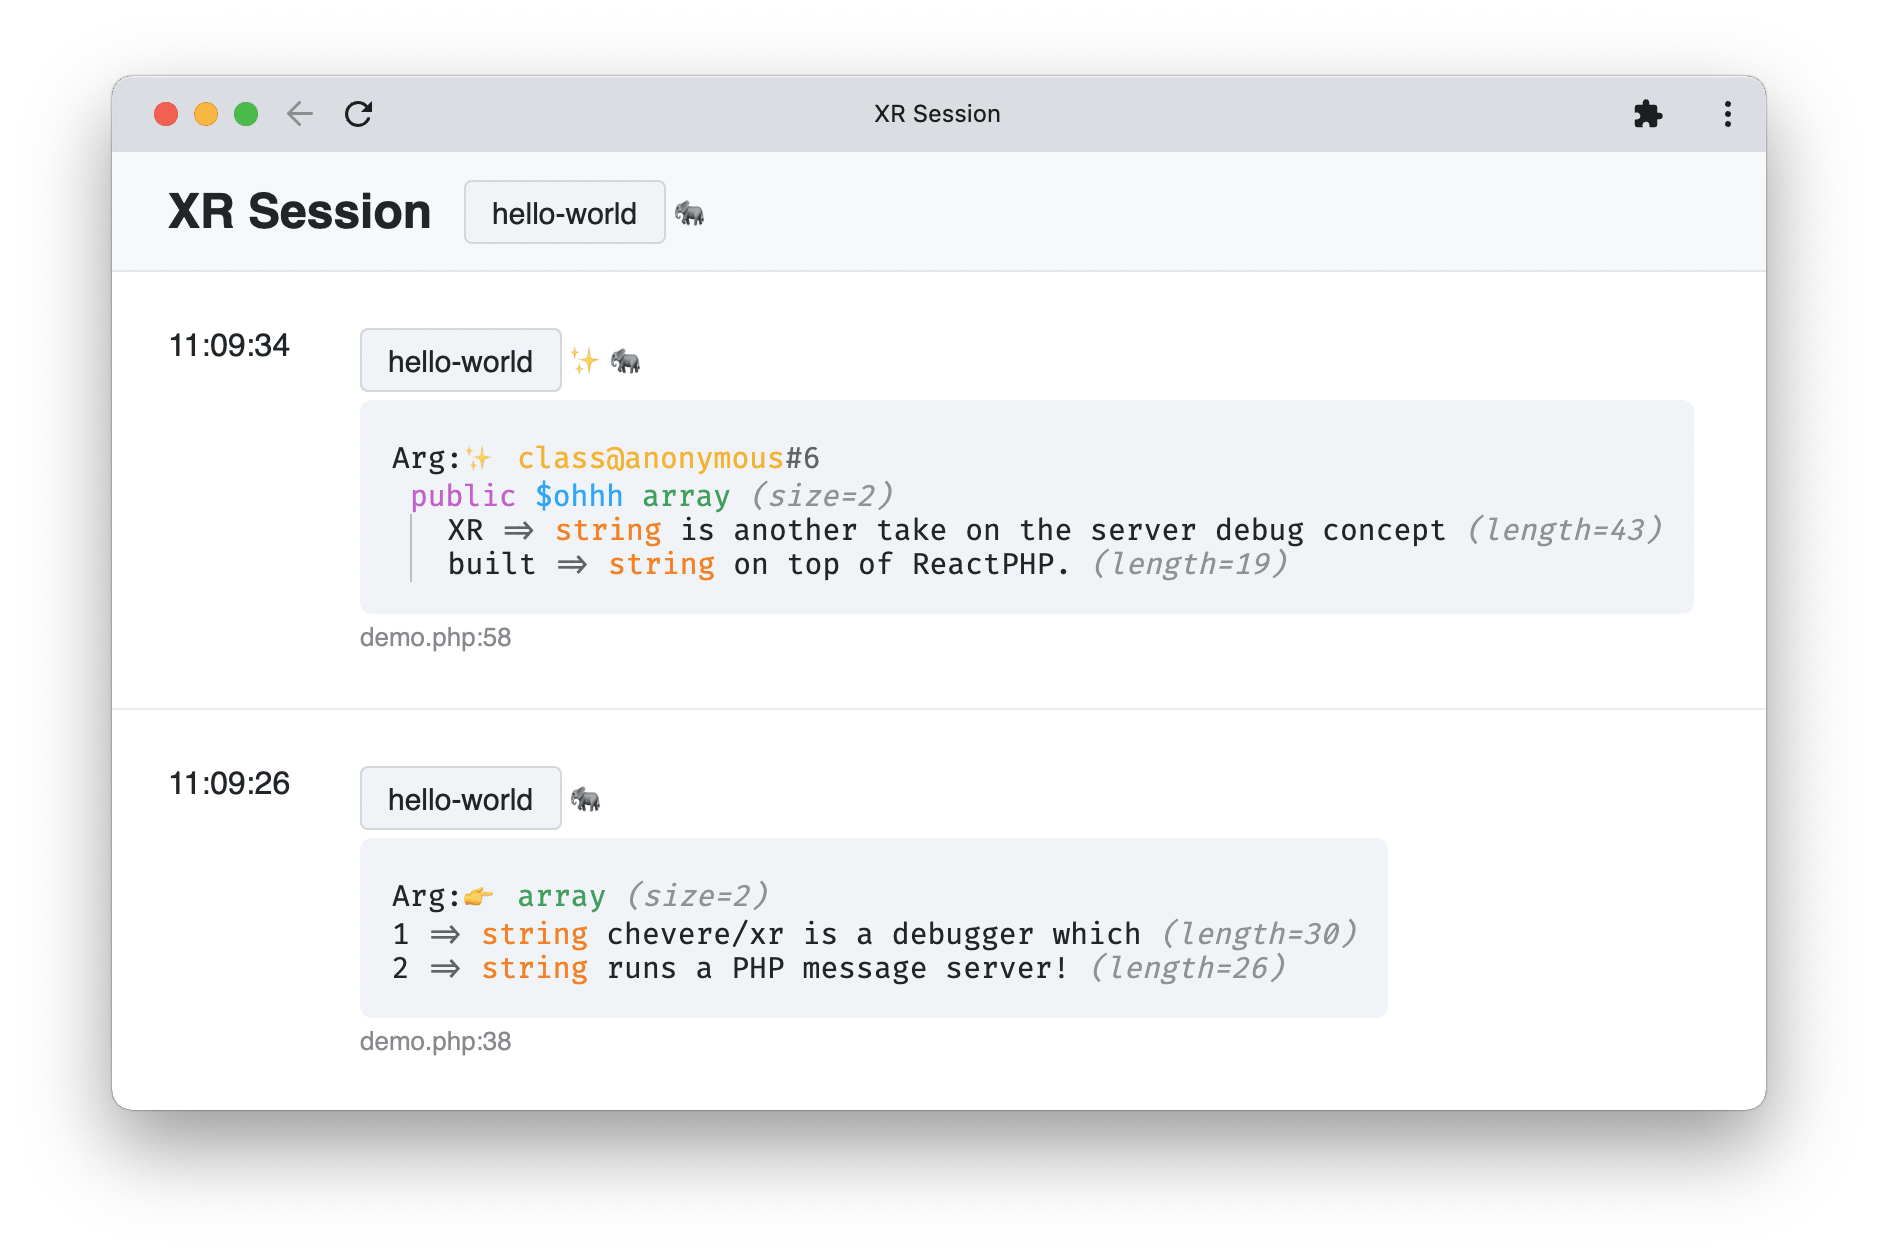 XR Session
XR Session hello-world 🐘
11:09:34
hello-world ✨ 🐘
Arg:✨ class@anonymous#6
public $ohhh array (size=2)
XR => string is another take on the server debug concept (length=43)
built => string on top of ReactPHP. (length=19)
demo.php:58
11:09:26
hello-world 🐘
Arg:👉 array (size=2)
1 => string chevere/xr is a debugger which (length=30)
2 => string runs a PHP message server! (length=26)
demo.php:38